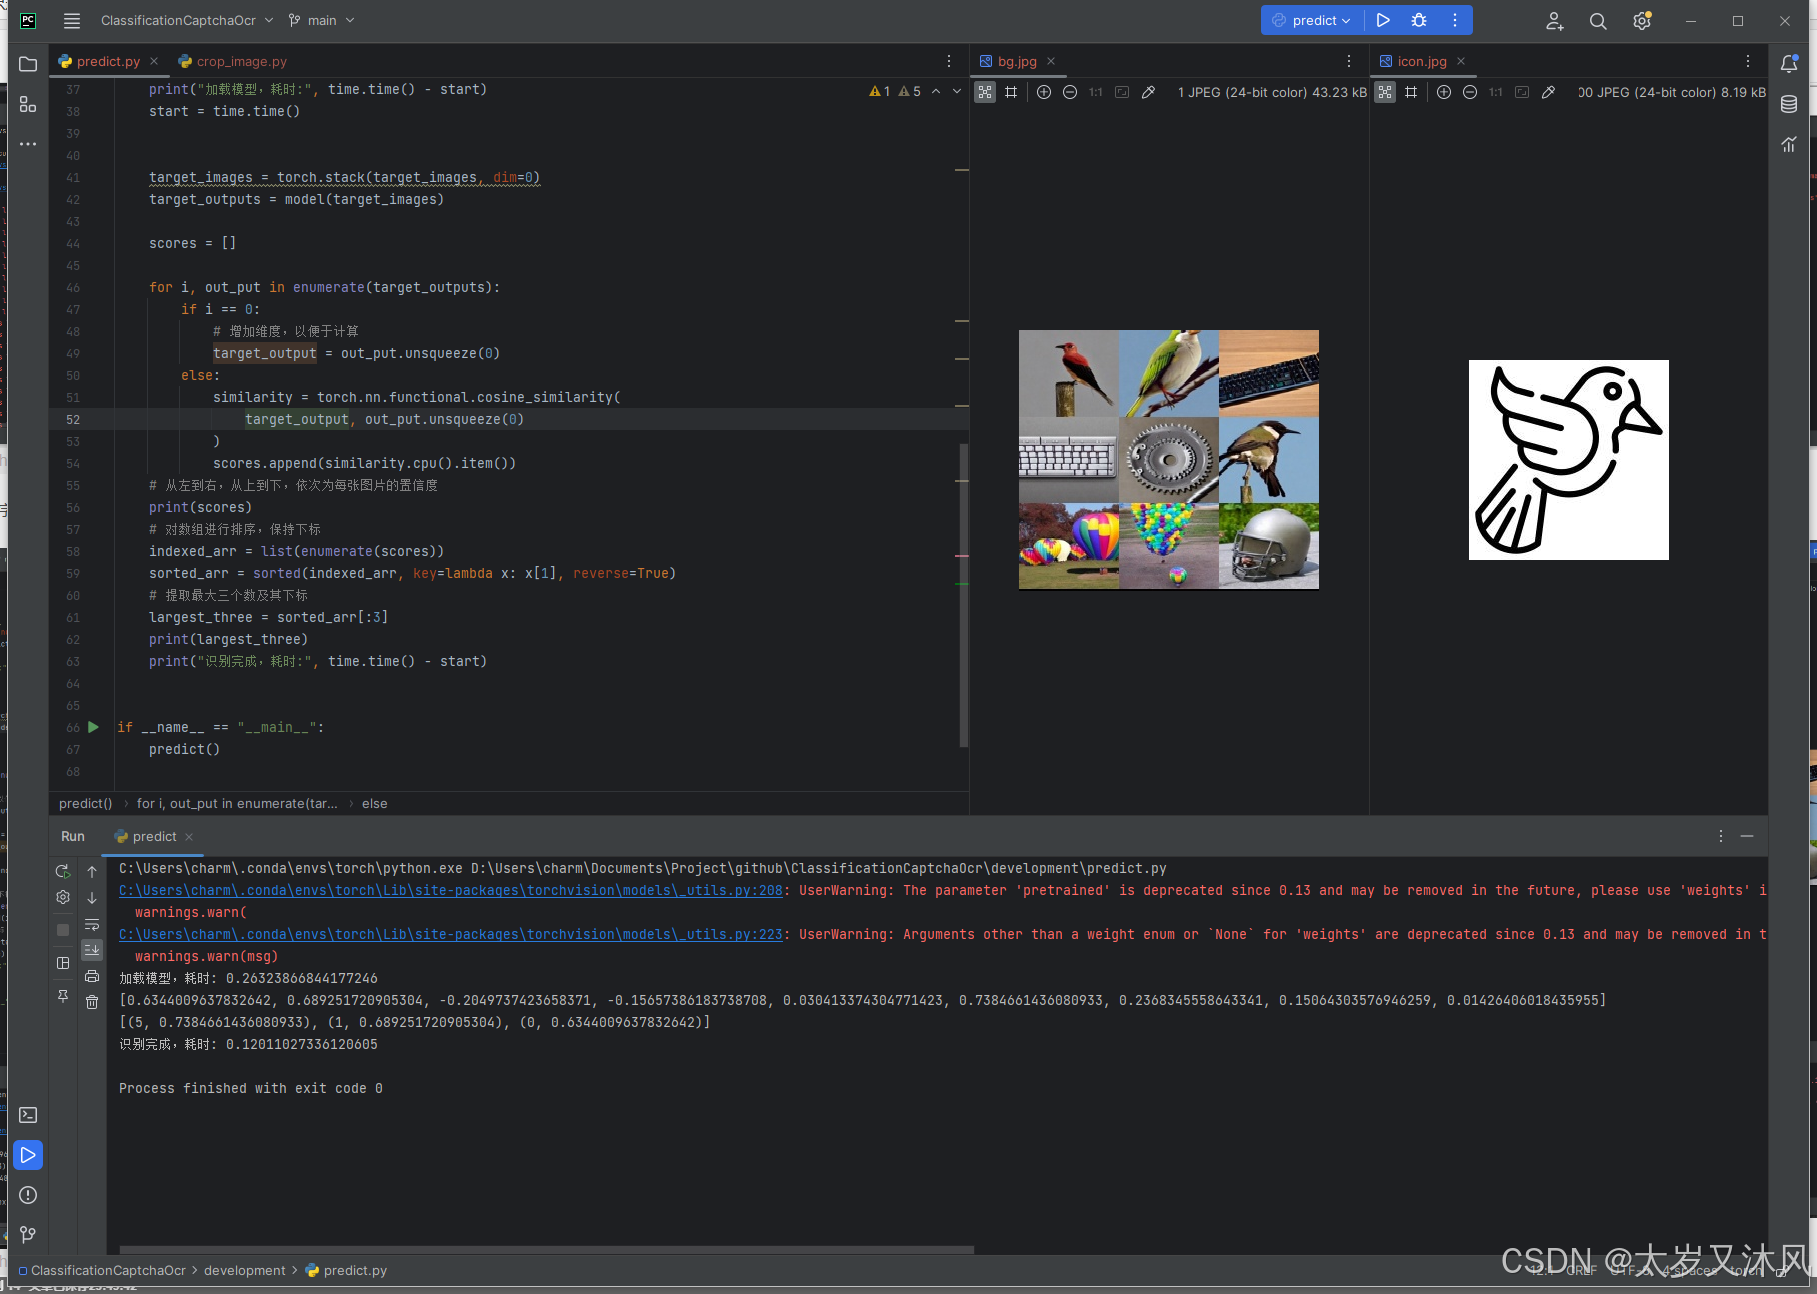 PC ClassificationCaptchaOcr main predict
predict.py crop_image.py
bg.jpg
icon.jpg
1 5
1:1 1 JPEG (24-bit color) 43.23 kB
1:1 00 JPEG (24-bit color) 8.19 kB
37 print("加载模型，耗时:", time.time() - start)
38 start = time.time()
39
40
41 target_images = torch.stack(target_images, dim=0)
42 target_outputs = model(target_images)
43
44 scores = []
45
46 for i, out_put in enumerate(target_outputs):
47 if i == 0:
48 # 增加维度，以便于计算
49 target_output = out_put.unsqueeze(0)
50 else:
51 similarity = torch.nn.functional.cosine_similarity(
52 target_output, out_put.unsqueeze(0)
53 )
54 scores.append(similarity.cpu().item())
55 # 从左到右，从上到下，依次为每张图片的置信度
56 print(scores)
57 # 对数组进行排序，保持下标
58 indexed_arr = list(enumerate(scores))
59 sorted_arr = sorted(indexed_arr, key=lambda x: x[1], reverse=True)
60 # 提取最大三个数及其下标
61 largest_three = sorted_arr[:3]
62 print(largest_three)
63 print("识别完成，耗时:", time.time() - start)
64
65
66 if __name__ == "__main__":
67 predict()
68
predict() › for i, out_put in enumerate(tar... › else
Run predict
C:\Users\charm\.conda\envs\torch\python.exe D:\Users\charm\Documents\Project\github\ClassificationCaptchaOcr\development\predict.py
C:\Users\charm\.conda\envs\torch\Lib\site-packages\torchvision\models\_utils.py:208: UserWarning: The parameter 'pretrained' is deprecated since 0.13 and may be removed in the future, please use 'weights' i
warnings.warn(
C:\Users\charm\.conda\envs\torch\Lib\site-packages\torchvision\models\_utils.py:223: UserWarning: Arguments other than a weight enum or `None` for 'weights' are deprecated since 0.13 and may be removed in t
warnings.warn(msg)
加载模型，耗时: 0.26323866844177246
[0.6344009637832642, 0.689251720905304, -0.2049737423658371, -0.15657386183738708, 0.030413374304771423, 0.7384661436080933, 0.2368345558643341, 0.15064303576946259, 0.01426406018435955]
[(5, 0.7384661436080933), (1, 0.689251720905304), (0, 0.6344009637832642)]
识别完成，耗时: 0.12011027336120605
Process finished with exit code 0
ClassificationCaptchaOcr › development › predict.py
12:1 CRLF UTF-8 4 spaces torch
CSDN @太岁又沐风